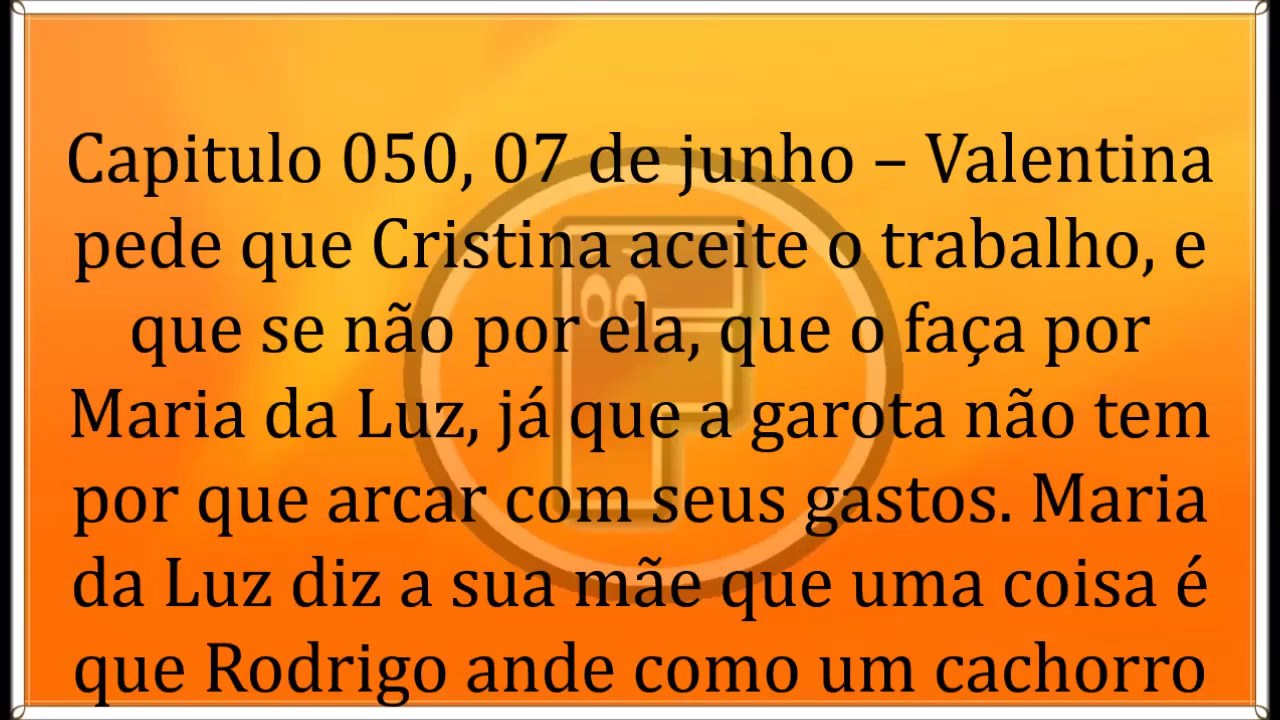 Capitulo 050, 07 de junho – Valentina
pede que Cristina aceite o trabalho, e
que se não por ela, que o faça por
Maria da Luz, já que a garota não tem
por que arcar com seus gastos. Maria
da Luz diz a sua mãe que uma coisa é
que Rodrigo ande como um cachorro